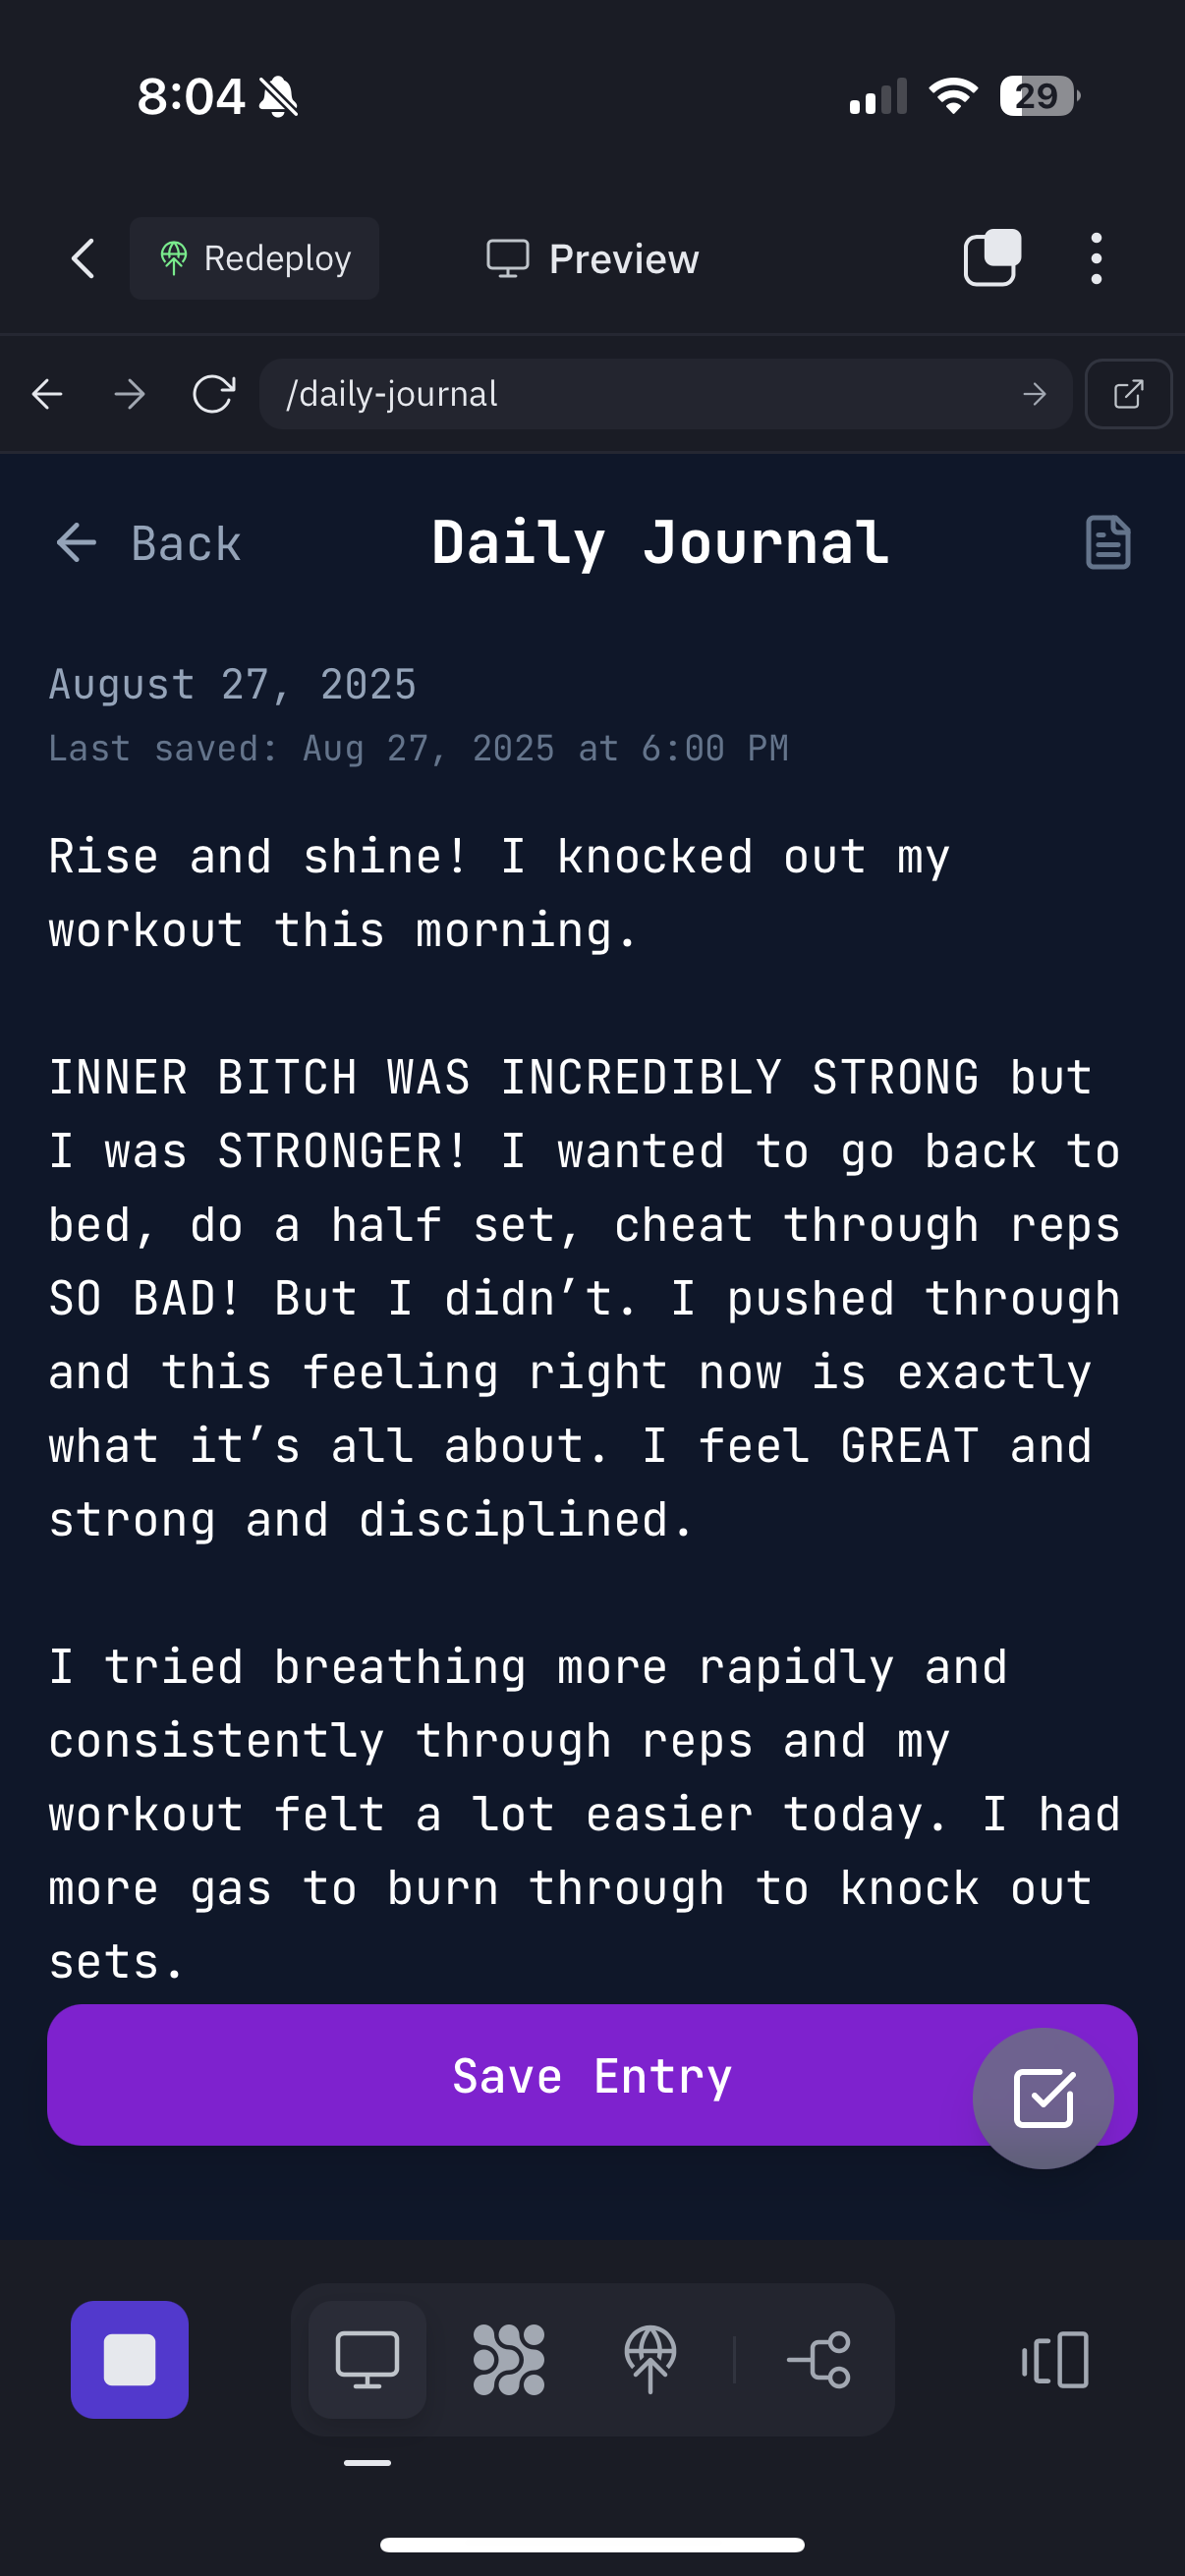 8:04
29
Redeploy
Preview
/daily-journal
Back
Daily Journal
August 27, 2025
Last saved: Aug 27, 2025 at 6:00 PM
Rise and shine! I knocked out my
workout this morning.
INNER BITCH WAS INCREDIBLY STRONG but
I was STRONGER! I wanted to go back to
bed, do a half set, cheat through reps
SO BAD! But I didn’t. I pushed through
and this feeling right now is exactly
what it’s all about. I feel GREAT and
strong and disciplined.
I tried breathing more rapidly and
consistently through reps and my
workout felt a lot easier today. I had
more gas to burn through to knock out
sets.
Save Entry